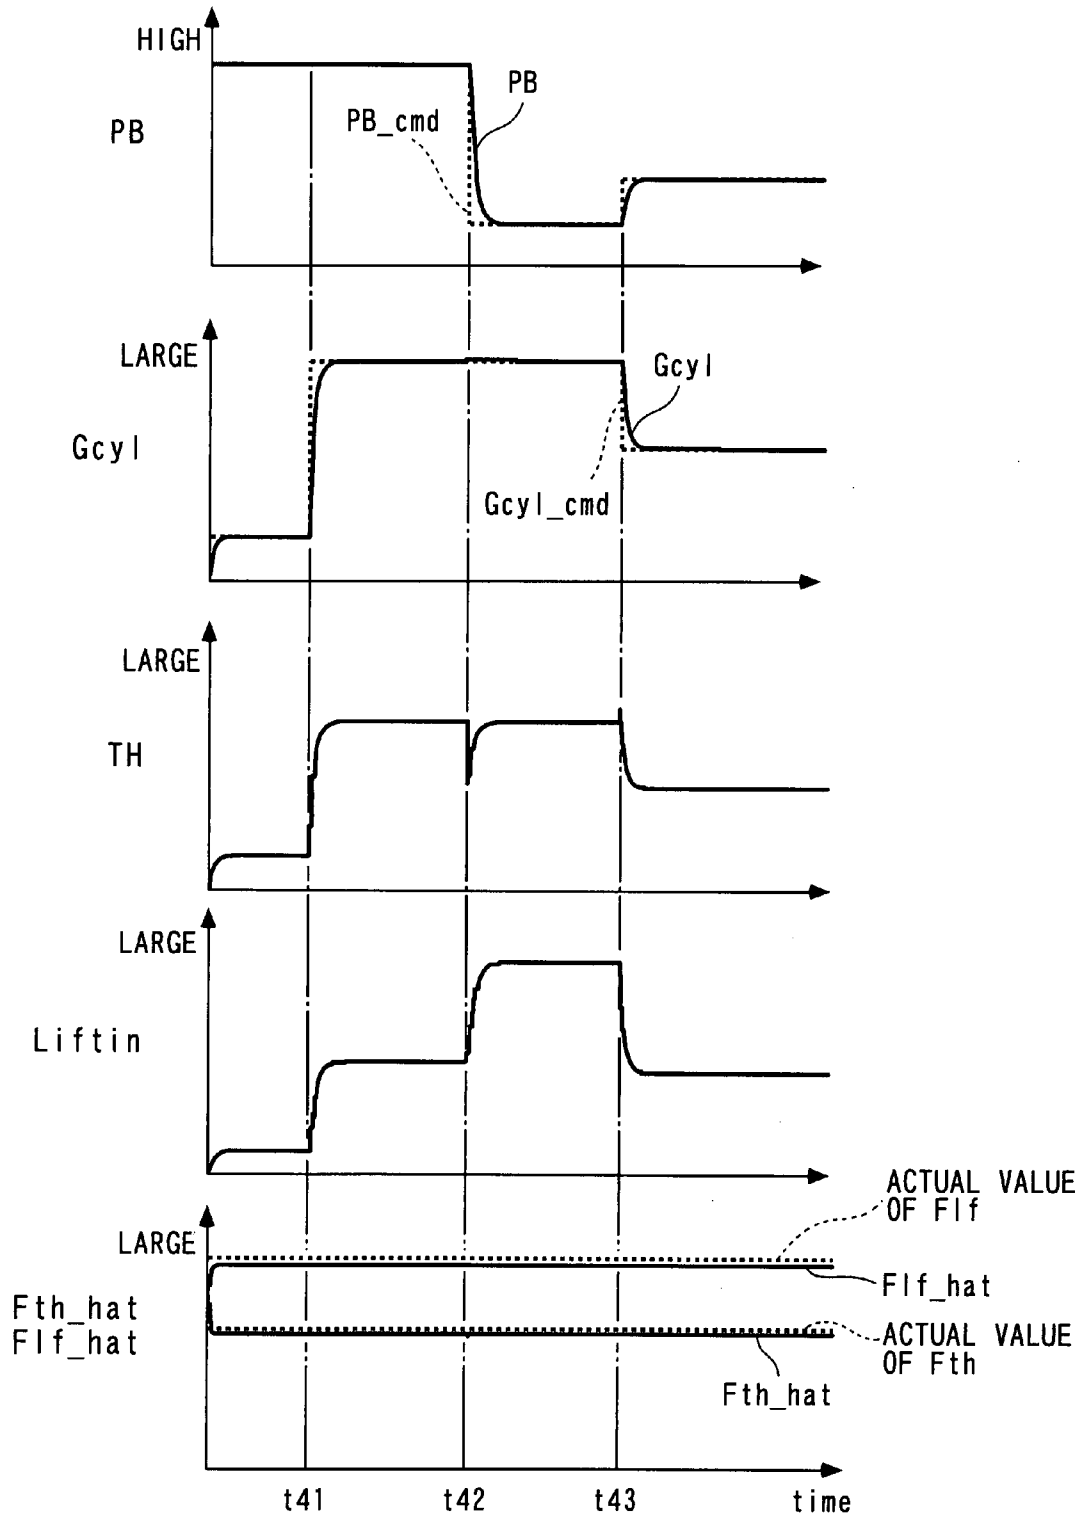 HIGH
PB
PB_cmd
PB
LARGE
Gcyl
Gcyl
Gcyl_cmd
LARGE
TH
LARGE
Liftin
ACTUAL VALUE
OF Flf
LARGE
Flf_hat
Fth_hat
Flf_hat
ACTUAL VALUE
OF Fth
Fth_hat
t41 t42 t43 time